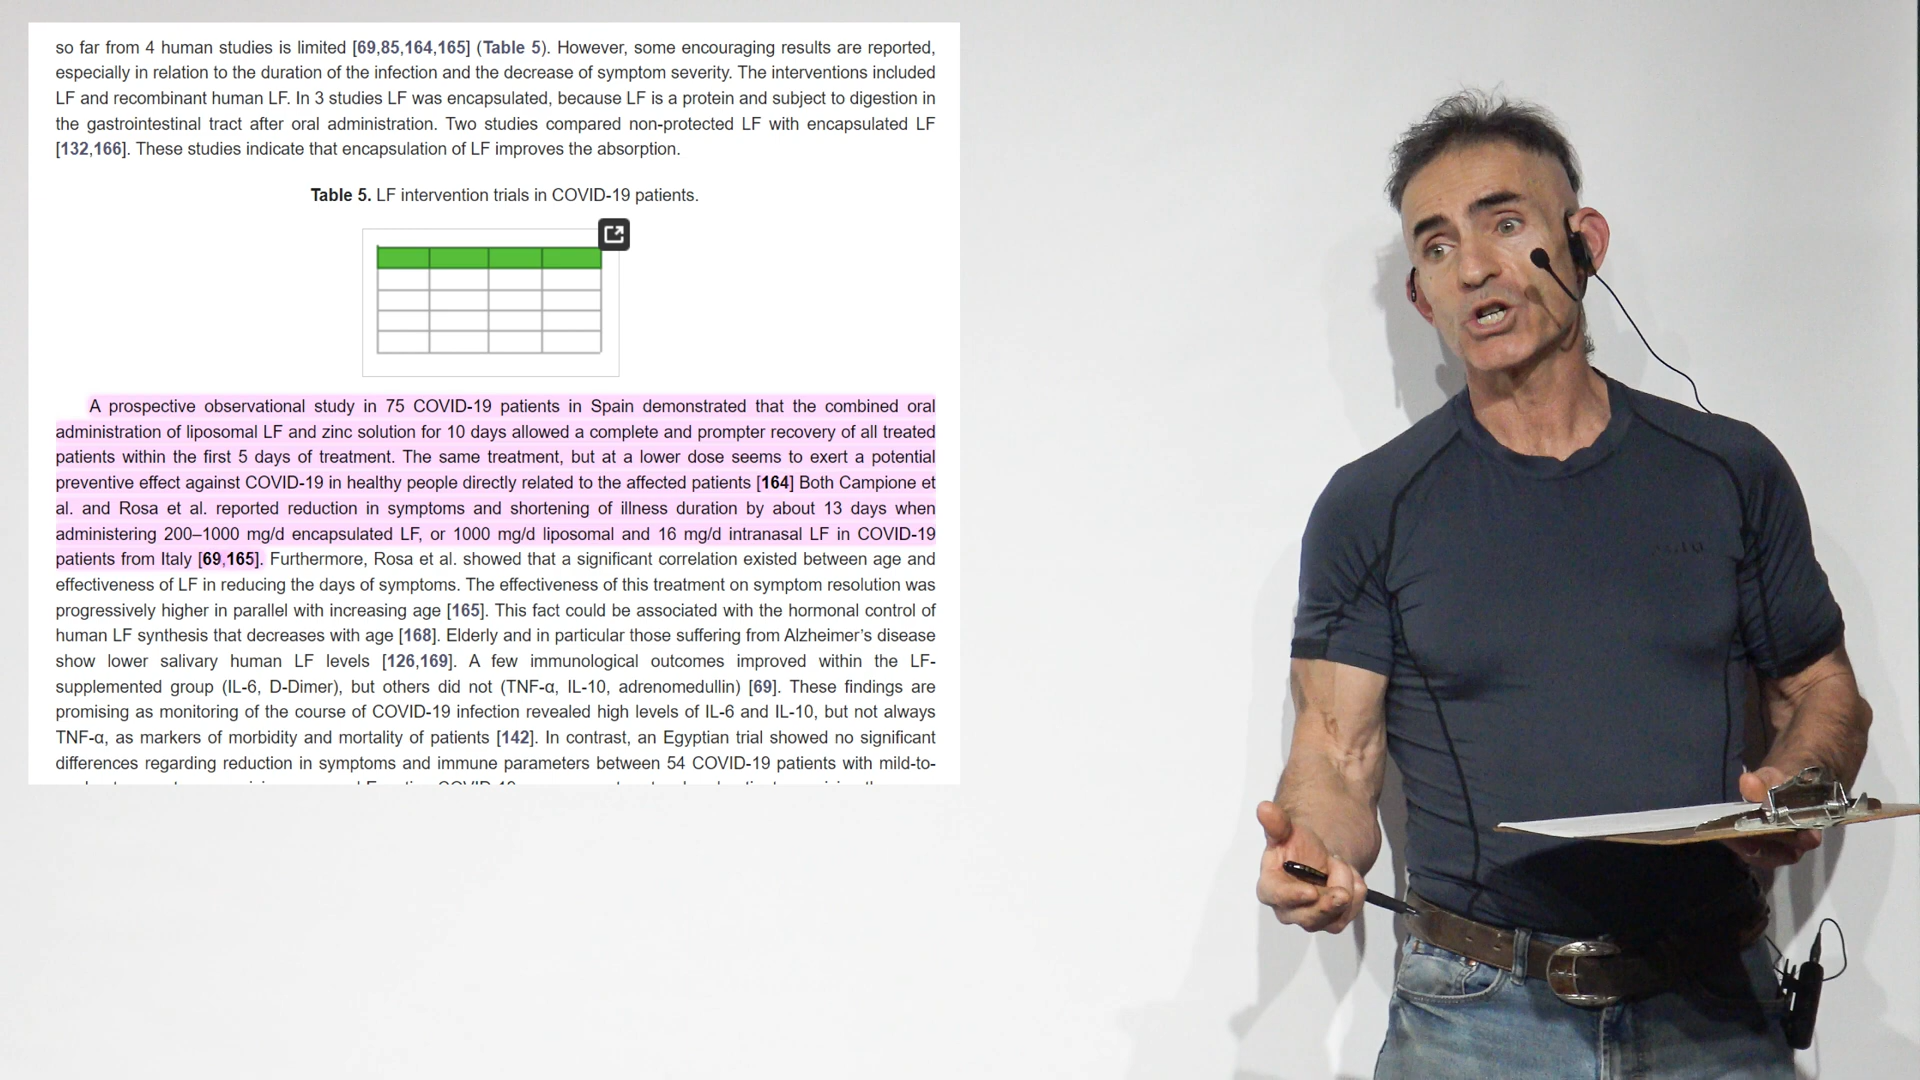 so far from 4 human studies is limited [69,85,164,165] (Table 5). However, some encouraging results are reported,
especially in relation to the duration of the infection and the decrease of symptom severity. The interventions included
LF and recombinant human LF. In 3 studies LF was encapsulated, because LF is a protein and subject to digestion in
the gastrointestinal tract after oral administration. Two studies compared non-protected LF with encapsulated LF
[132,166]. These studies indicate that encapsulation of LF improves the absorption.
Table 5. LF intervention trials in COVID-19 patients.
A prospective observational study in 75 COVID-19 patients in Spain demonstrated that the combined oral
administration of liposomal LF and zinc solution for 10 days allowed a complete and prompter recovery of all treated
patients within the first 5 days of treatment. The same treatment, but at a lower dose seems to exert a potential
preventive effect against COVID-19 in healthy people directly related to the affected patients [164] Both Campione et
al. and Rosa et al. reported reduction in symptoms and shortening of illness duration by about 13 days when
administering 200–1000 mg/d encapsulated LF, or 1000 mg/d liposomal and 16 mg/d intranasal LF in COVID-19
patients from Italy [69,165]. Furthermore, Rosa et al. showed that a significant correlation existed between age and
effectiveness of LF in reducing the days of symptoms. The effectiveness of this treatment on symptom resolution was
progressively higher in parallel with increasing age [165]. This fact could be associated with the hormonal control of
human LF synthesis that decreases with age [168]. Elderly and in particular those suffering from Alzheimer's disease
show lower salivary human LF levels [126,169]. A few immunological outcomes improved within the LF-
supplemented group (IL-6, D-Dimer), but others did not (TNF-α, IL-10, adrenomedullin) [69]. These findings are
promising as monitoring of the course of COVID-19 infection revealed high levels of IL-6 and IL-10, but not always
TNF-α, as markers of morbidity and mortality of patients [142]. In contrast, an Egyptian trial showed no significant
differences regarding reduction in symptoms and immune parameters between 54 COVID-19 patients with mild-to-